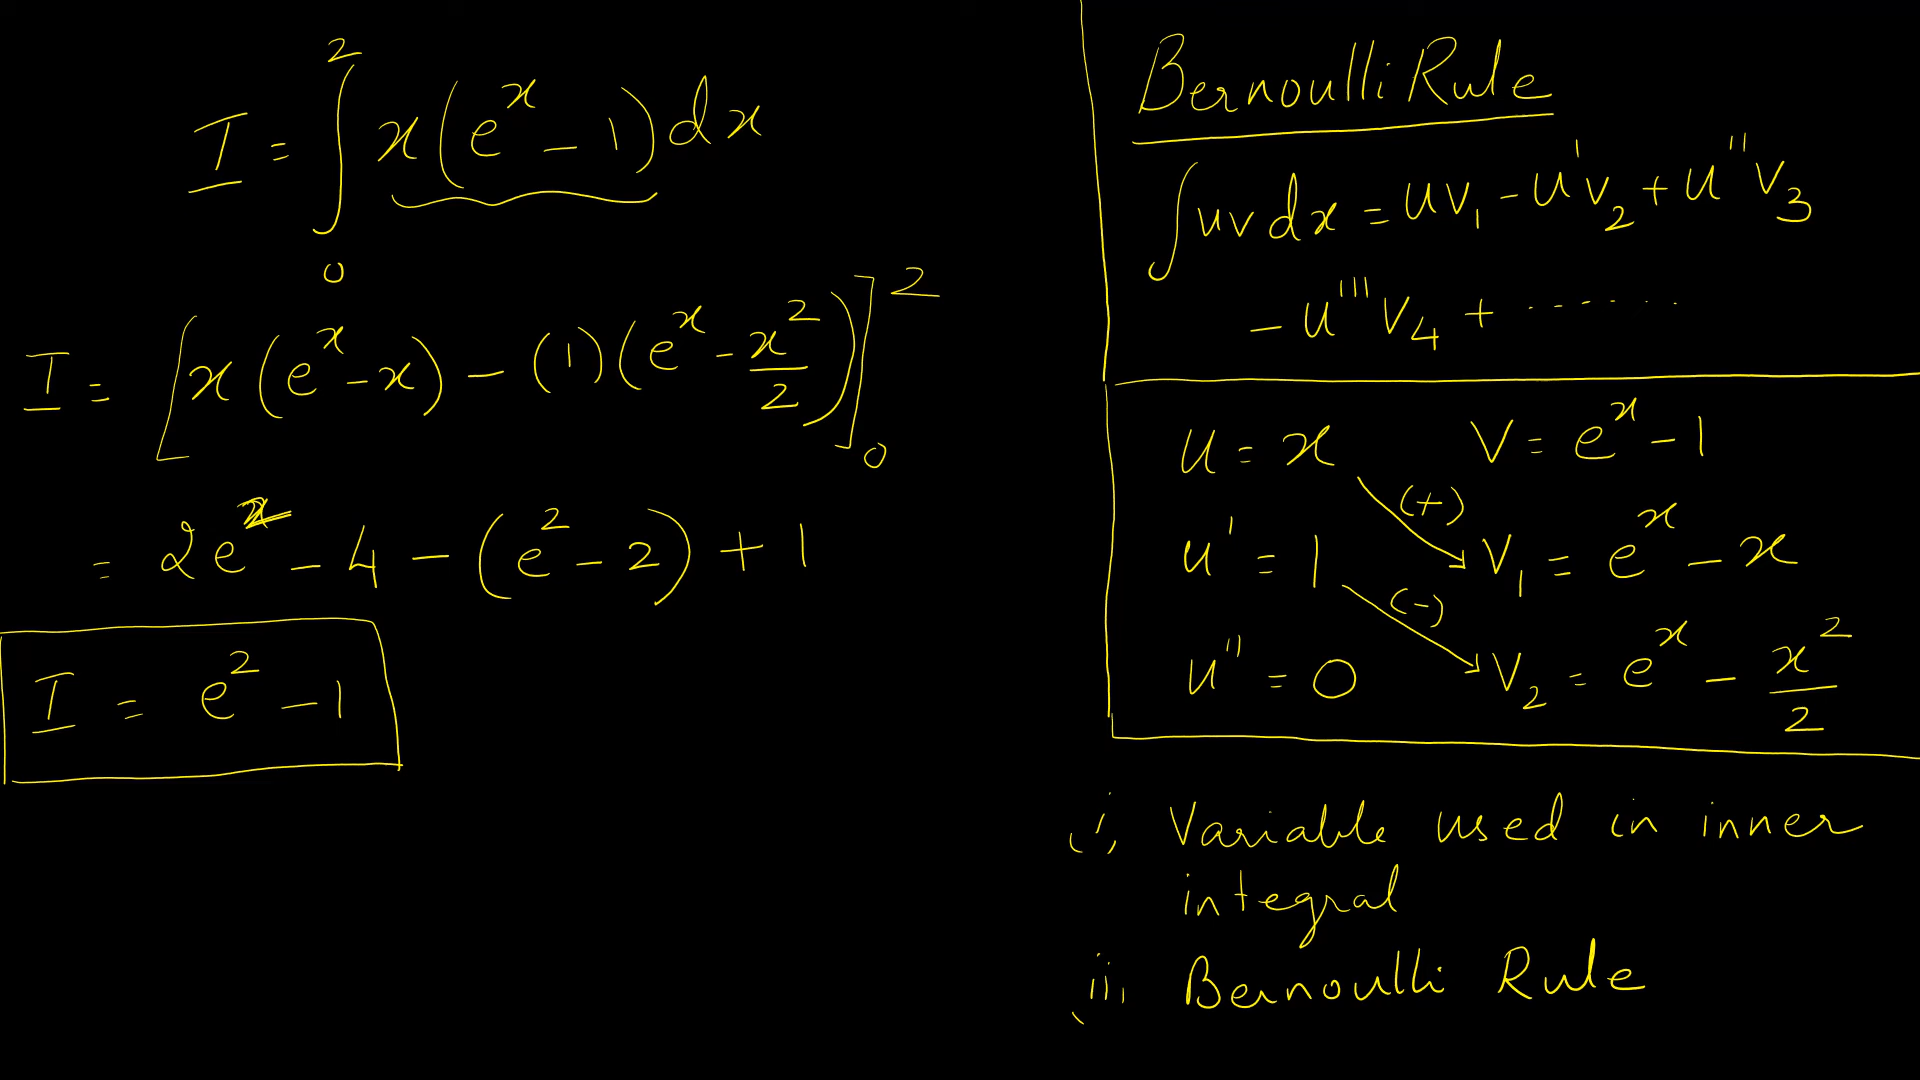 I = ∫₀² x(eˣ − 1) dx
I = [x(eˣ − x) − (1)(eˣ − x²/2)]₀²
= 2e² − 4 − (e² − 2) + 1
I = e² − 1
Bernoulli Rule
∫uv dx = uv₁ − u'v₂ + u''v₃
− u'''v₄ + ........
u = x V = eˣ − 1
(+)
u' = 1 V₁ = eˣ − x
(−)
u'' = 0 V₂ = eˣ − x²/2
(i) Variable used in inner
integral
(ii) Bernoulli Rule